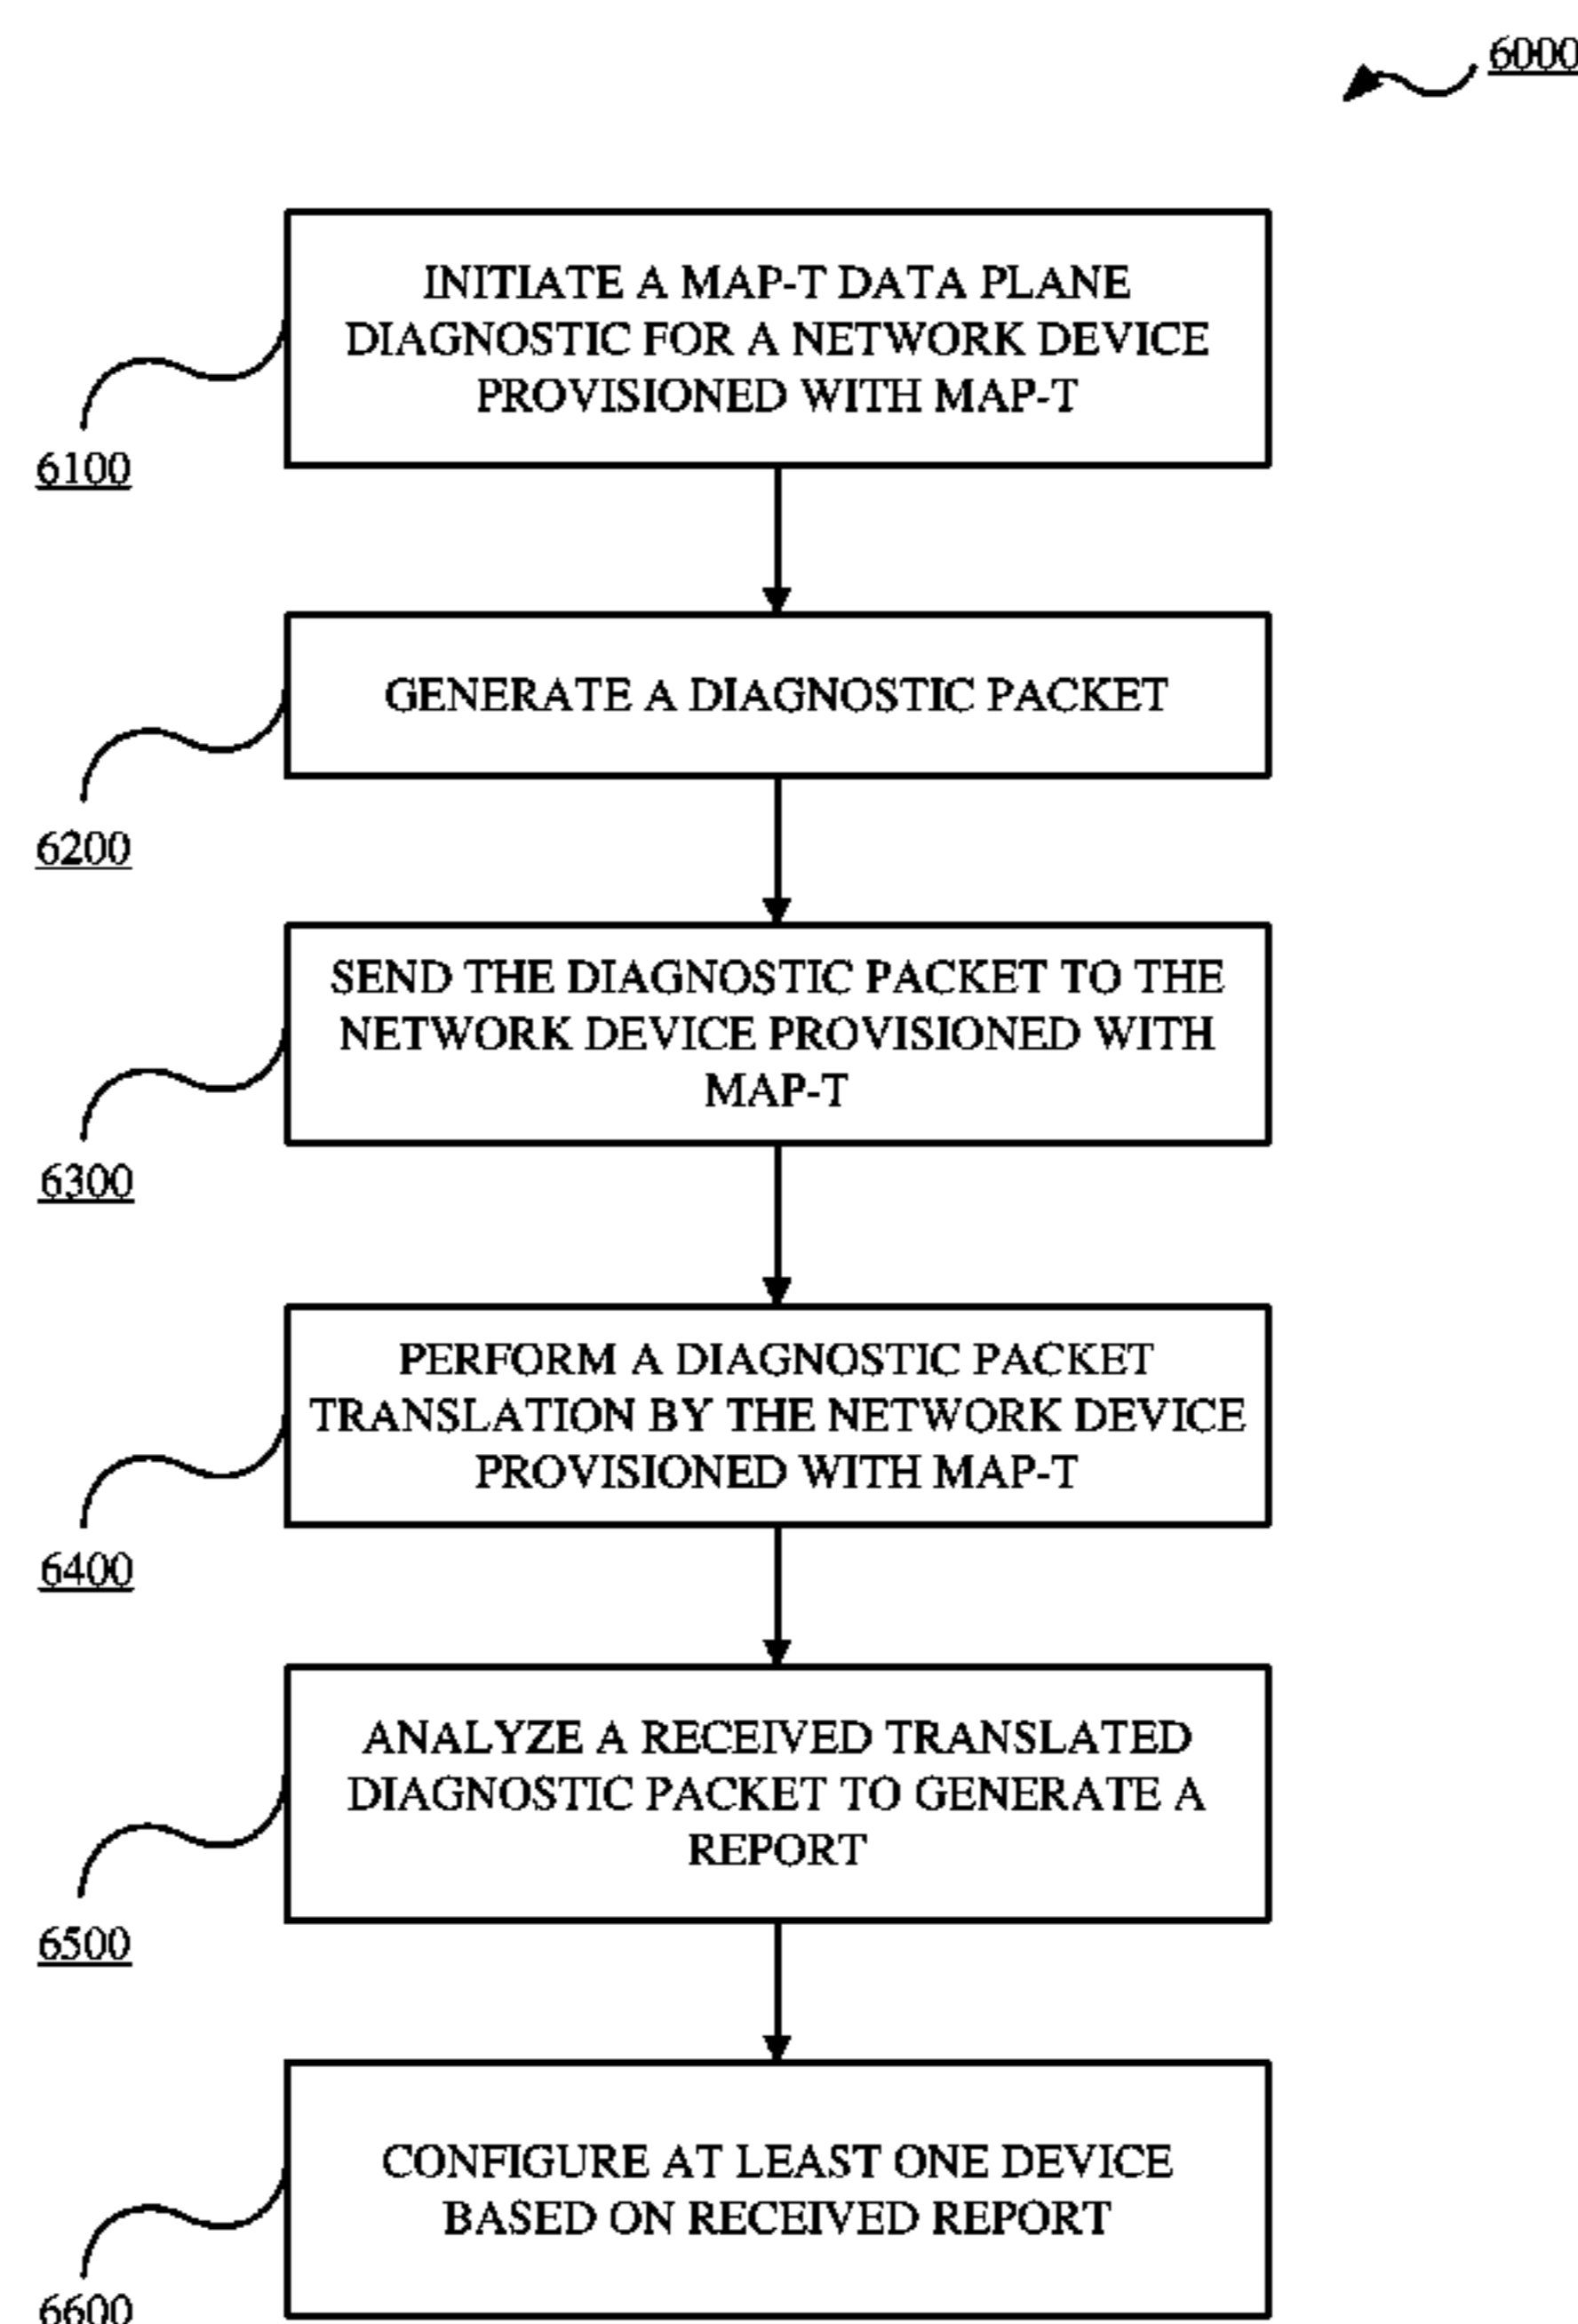 6000
INITIATE A MAP-T DATA PLANE
DIAGNOSTIC FOR A NETWORK DEVICE
PROVISIONED WITH MAP-T
6100
GENERATE A DIAGNOSTIC PACKET
6200
SEND THE DIAGNOSTIC PACKET TO THE
NETWORK DEVICE PROVISIONED WITH
MAP-T
6300
PERFORM A DIAGNOSTIC PACKET
TRANSLATION BY THE NETWORK DEVICE
PROVISIONED WITH MAP-T
6400
ANALYZE A RECEIVED TRANSLATED
DIAGNOSTIC PACKET TO GENERATE A
REPORT
6500
CONFIGURE AT LEAST ONE DEVICE
BASED ON RECEIVED REPORT
6600